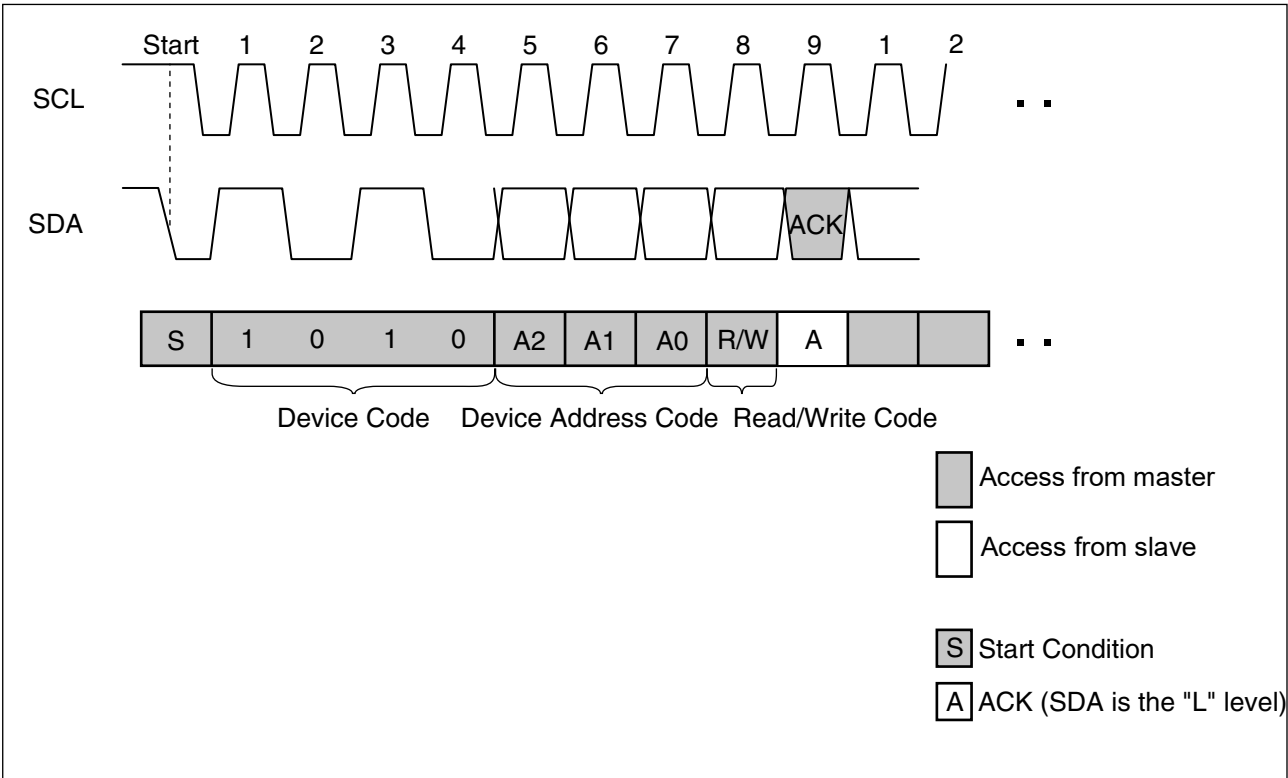 Start 1 2 3 4 5 6 7 8 9 1 2
SCL
SDA
ACK
S 1 0 1 0 A2 A1 A0 R/W A
Device Code Device Address Code Read/Write Code
Access from master
Access from slave
S Start Condition
A ACK (SDA is the "L" level)